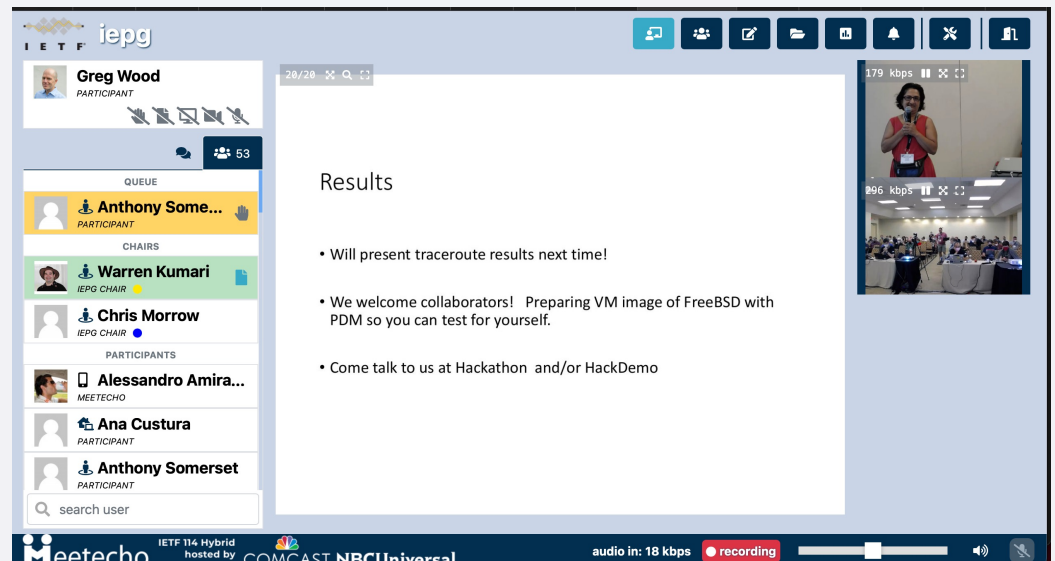 IETF
iepg
Greg Wood
PARTICIPANT
53
QUEUE
Anthony Some...
PARTICIPANT
CHAIRS
Warren Kumari
IEPG CHAIR
Chris Morrow
IEPG CHAIR
PARTICIPANTS
Alessandro Amira...
MEETECHO
Ana Custura
PARTICIPANT
Anthony Somerset
PARTICIPANT
search user
20/20
Results
• Will present traceroute results next time!
• We welcome collaborators! Preparing VM image of FreeBSD with
PDM so you can test for yourself.
• Come talk to us at Hackathon and/or HackDemo
179 kbps
296 kbps
Meetecho
IETF 114 Hybrid
hosted by
COMCAST NBCUniversal
audio in: 18 kbps
recording